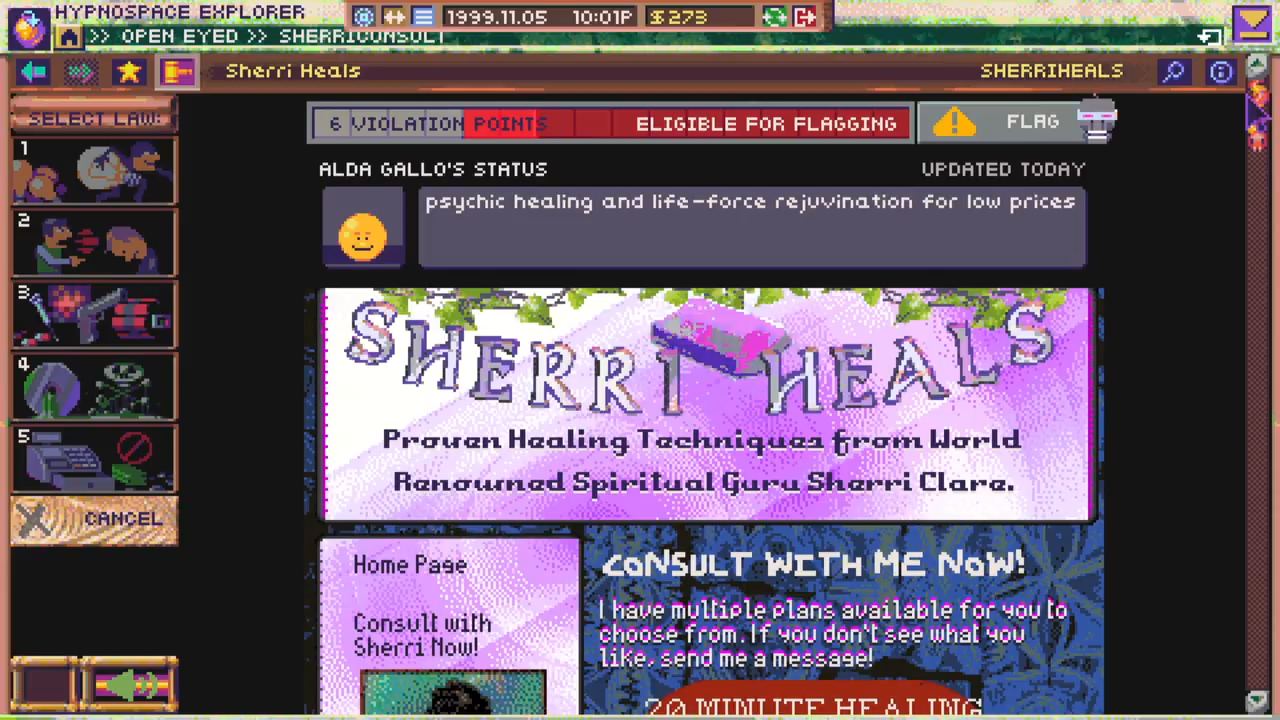 HYPNOSPACE EXPLORER
1999.11.05 10:01P 273
>> OPEN EYED >> SHERRICONSULT
Sherri Heals
SHERRIHEALS
SELECT LAW:
1
2
3
4
5
CANCEL
6 VIOLATION POINTS
ELIGIBLE FOR FLAGGING
FLAG
ALDA GALLO'S STATUS
UPDATED TODAY
psychic healing and life-force rejuvination for low prices
SHERRI HEALS
Proven Healing Techniques from World
Renowned Spiritual Guru Sherri Clare.
Home Page
Consult with
Sherri Now!
CONSULT WITH ME NOW!
I have multiple plans available for you to
choose from. If you don't see what you
like, send me a message!
20 MINUTE HEALING